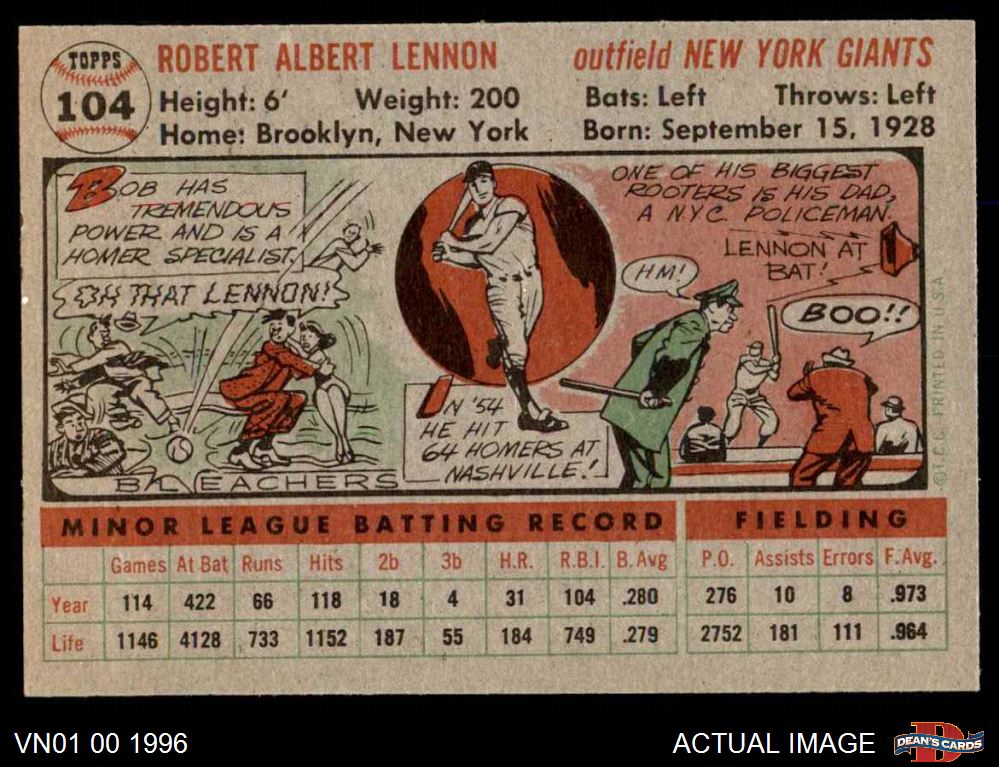 TOPPS
104
ROBERT ALBERT LENNON
outfield NEW YORK GIANTS
Height: 6' Weight: 200 Bats: Left Throws: Left
Home: Brooklyn, New York Born: September 15, 1928
BOB HAS
TREMENDOUS
POWER AND IS A
HOMER SPECIALIST.
OH THAT LENNON!
BLEACHERS
IN '54
HE HIT
64 HOMERS AT
NASHVILLE!
ONE OF HIS BIGGEST
ROOTERS IS HIS DAD,
A N.Y.C. POLICEMAN.
LENNON AT
BAT!
HM!
BOO!!
© T.C.G. PRINTED IN U.S.A.
MINOR LEAGUE BATTING RECORD FIELDING
Games At Bat Runs Hits 2b 3b H.R. R.B.I. B. Avg P.O. Assists Errors F. Avg.
Year 114 422 66 118 18 4 31 104 .280 276 10 8 .973
Life 1146 4128 733 1152 187 55 184 749 .279 2752 181 111 .964
VN01 00 1996
ACTUAL IMAGE
DEAN'S CARDS